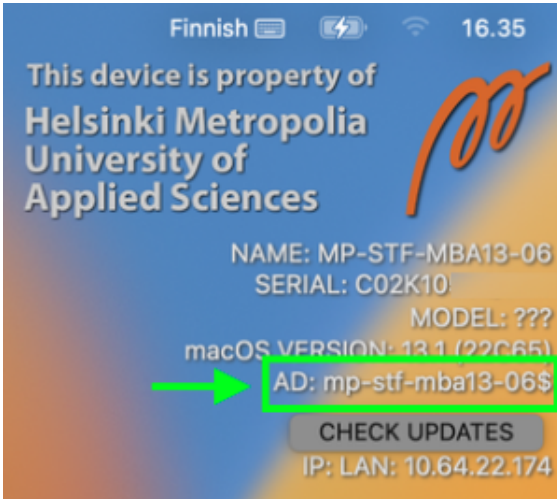 Finnish 16.35
This device is property of
Helsinki Metropolia
University of
Applied Sciences
NAME: MP-STF-MBA13-06
SERIAL: C02K10
MODEL: ???
macOS VERSION: 13.1 (22C65)
AD: mp-stf-mba13-06$
CHECK UPDATES
IP: LAN: 10.64.22.174